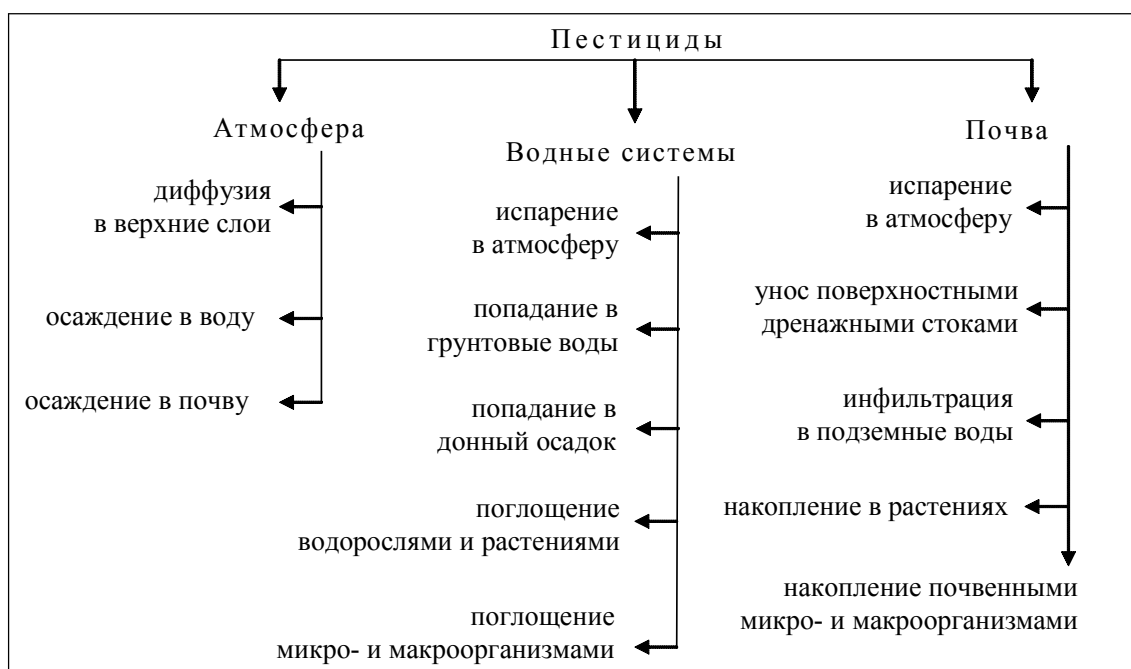 Пестициды
Атмосфера
диффузия
в верхние слои
осаждение в воду
осаждение в почву
Водные системы
испарение
в атмосферу
попадание в
грунтовые воды
попадание в
донный осадок
поглощение
водорослями и растениями
поглощение
микро- и макроорганизмами
Почва
испарение
в атмосферу
унос поверхностными
дренажными стоками
инфильтрация
в подземные воды
накопление в растениях
накопление почвенными
микро- и макроорганизмами